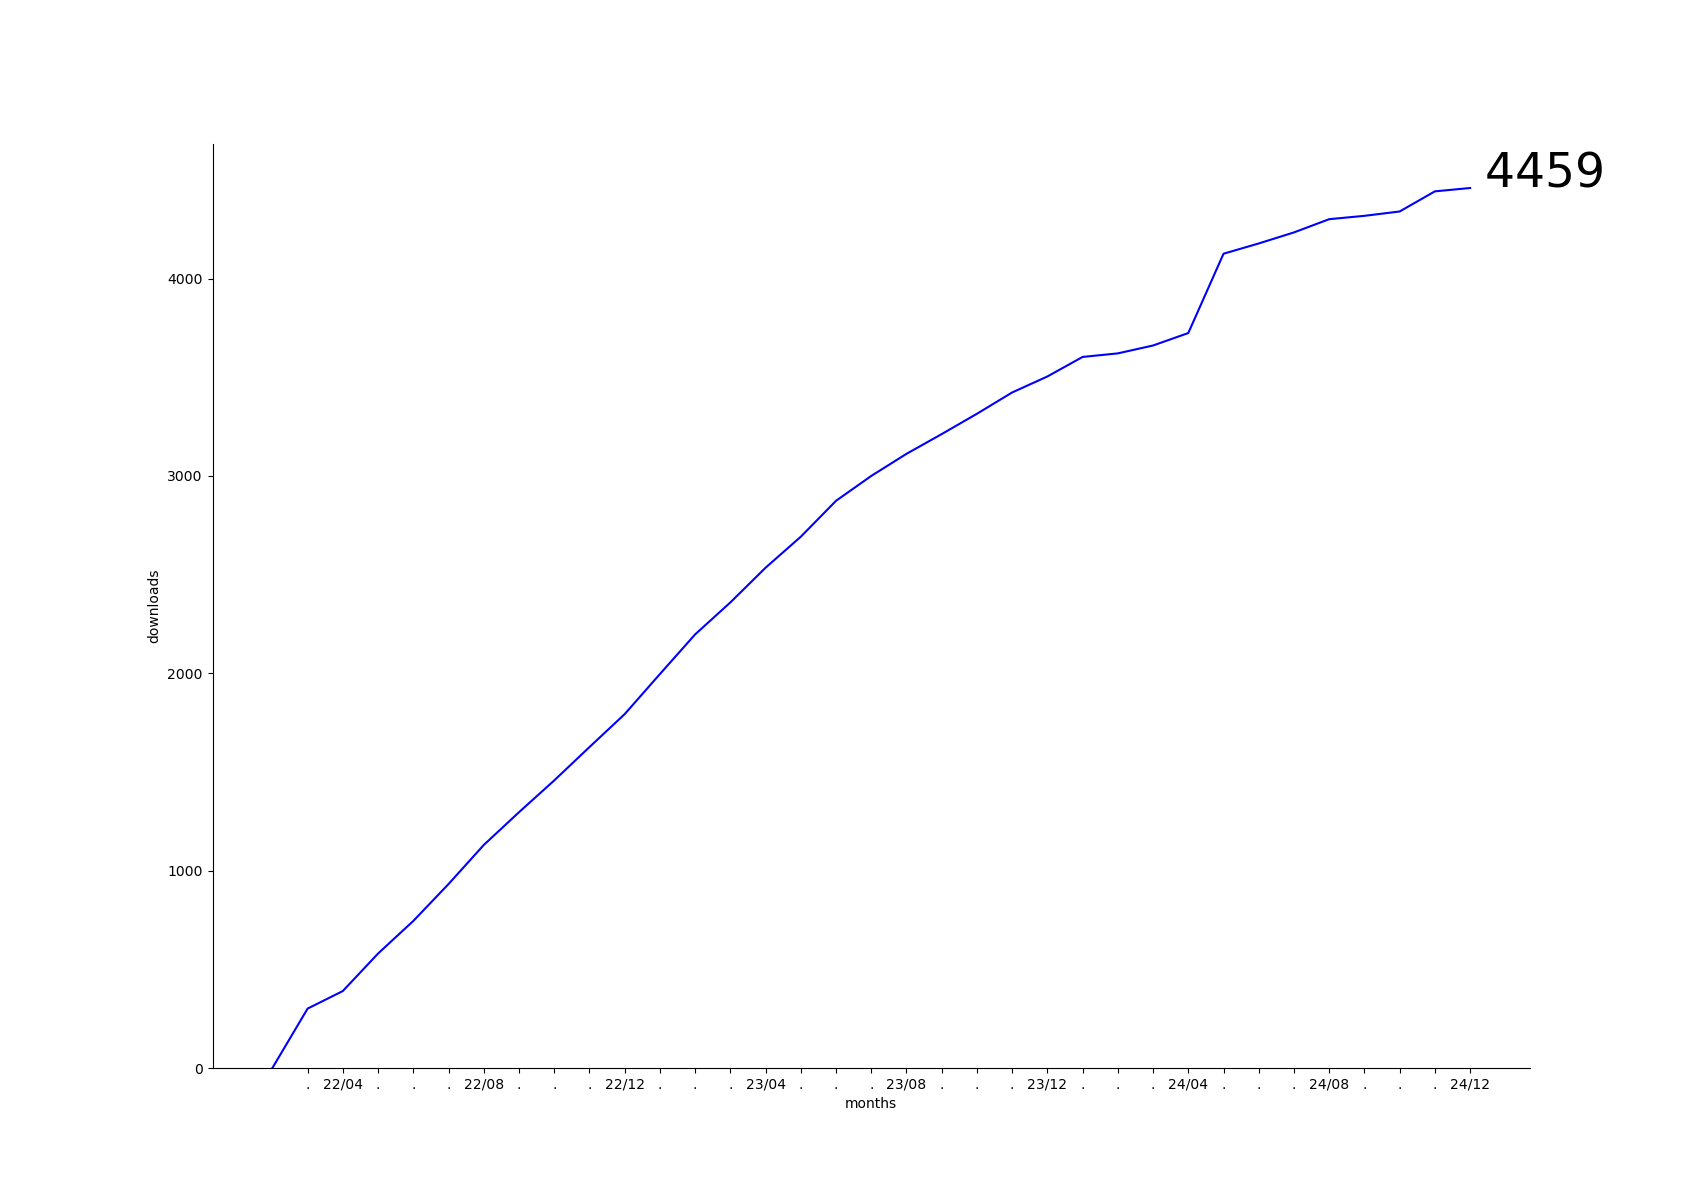 4459
4000
3000
downloads
2000
1000
0
. 22/04 . . . 22/08 . . . 22/12 . . . 23/04 . . . 23/08 . . . 23/12 . . . 24/04 . . . 24/08 . . . 24/12
months